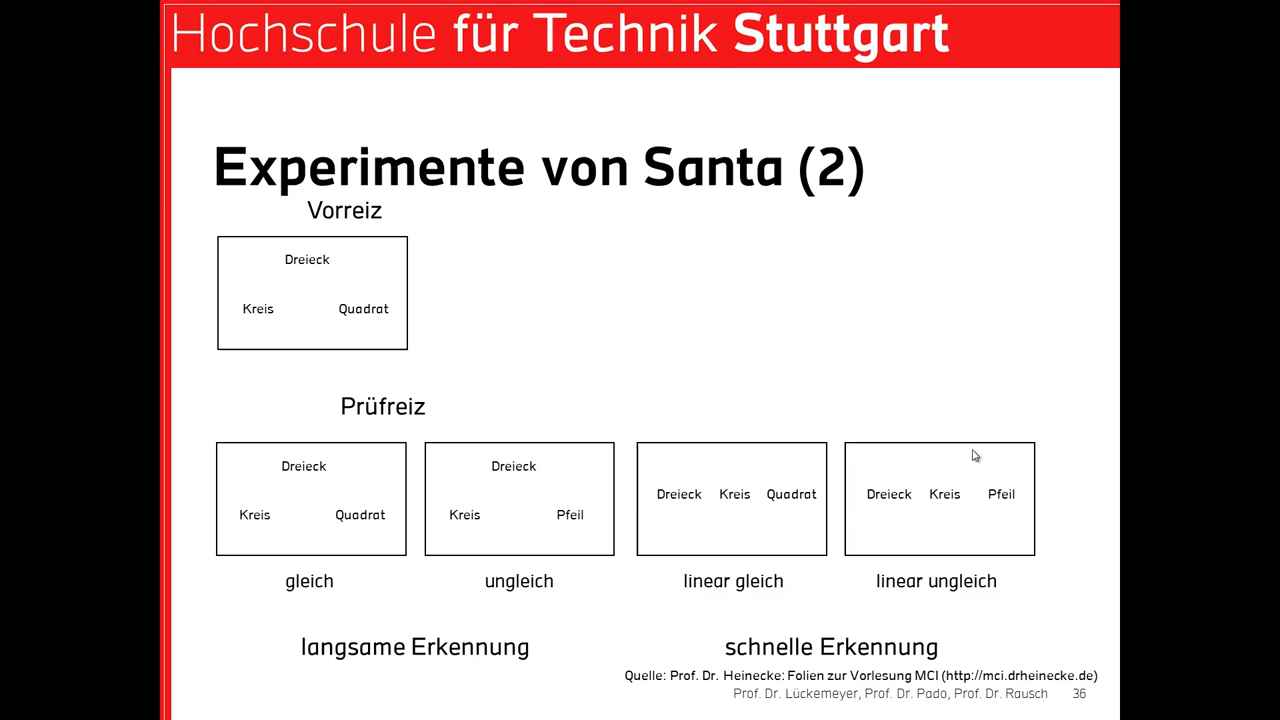 Hochschule für Technik Stuttgart
Experimente von Santa (2)
Vorreiz
Dreieck
Kreis Quadrat
Prüfreiz
Dreieck
Kreis Quadrat
gleich
Dreieck
Kreis Pfeil
ungleich
Dreieck Kreis Quadrat
linear gleich
Dreieck Kreis Pfeil
linear ungleich
langsame Erkennung
schnelle Erkennung
Quelle: Prof. Dr. Heinecke: Folien zur Vorlesung MCI (http://mci.drheinecke.de)
Prof. Dr. Lückemeyer, Prof. Dr. Pado, Prof. Dr. Rausch 36